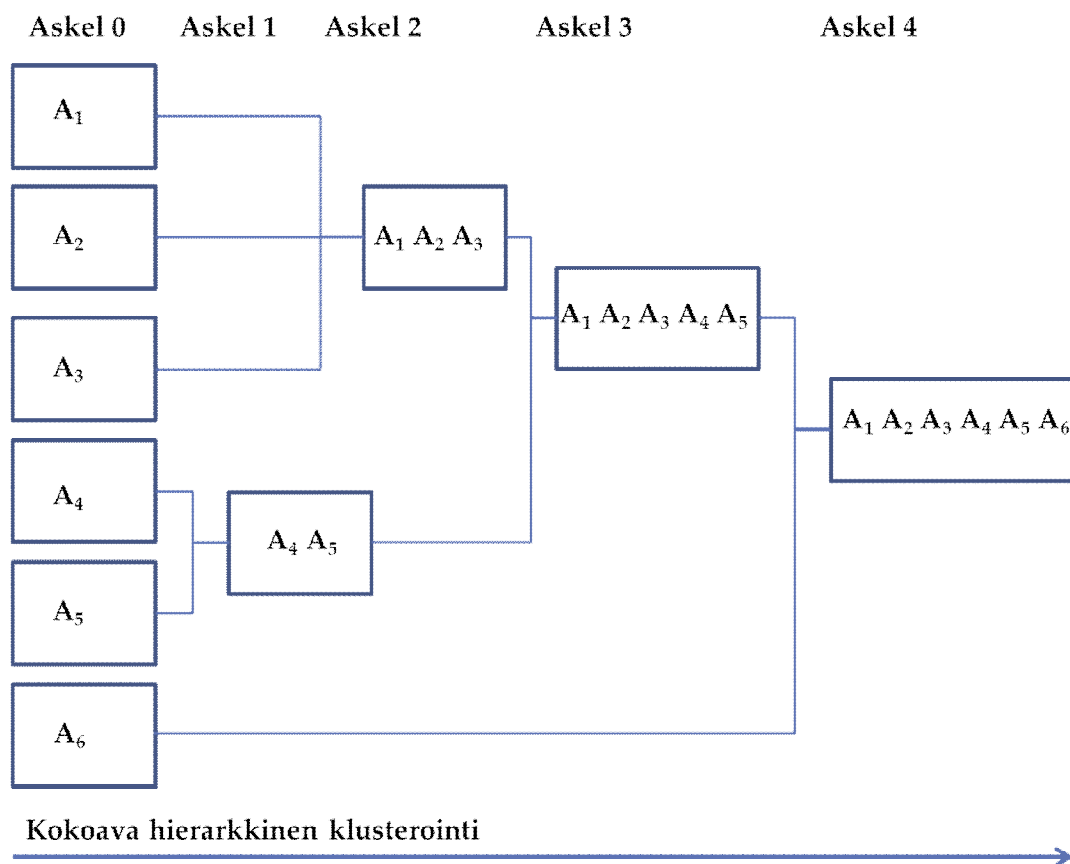 Askel 0 Askel 1 Askel 2 Askel 3 Askel 4
A₁
A₂
A₁ A₂ A₃
A₁ A₂ A₃ A₄ A₅
A₃
A₁ A₂ A₃ A₄ A₅ A₆
A₄
A₄ A₅
A₅
A₆
Kokoava hierarkkinen klusterointi